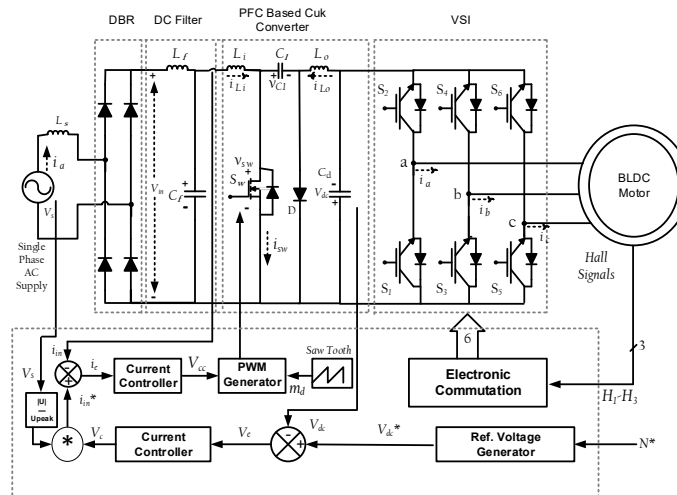 DBR
DC Filter
PFC Based Cuk
Converter
VSI
L_f
L_i
C_1
L_o
i_Li
v_C1
i_Lo
S_2
S_4
S_6
L_s
i_a
V_s
Single
Phase
AC
Supply
V_in
C_f
v_sw
S_w
i_sw
D
C_d
V_dc
a
i_a
b
i_b
c
i_c
S_1
S_3
S_5
BLDC
Motor
Hall
Signals
3
6
V_s
i_in
i_e
Current
Controller
V_cc
PWM
Generator
Saw Tooth
m_d
Electronic
Commutation
H_1-H_3
|U|
Upeak
i_in*
*
V_c
Current
Controller
V_e
V_dc
V_dc*
Ref. Voltage
Generator
N*